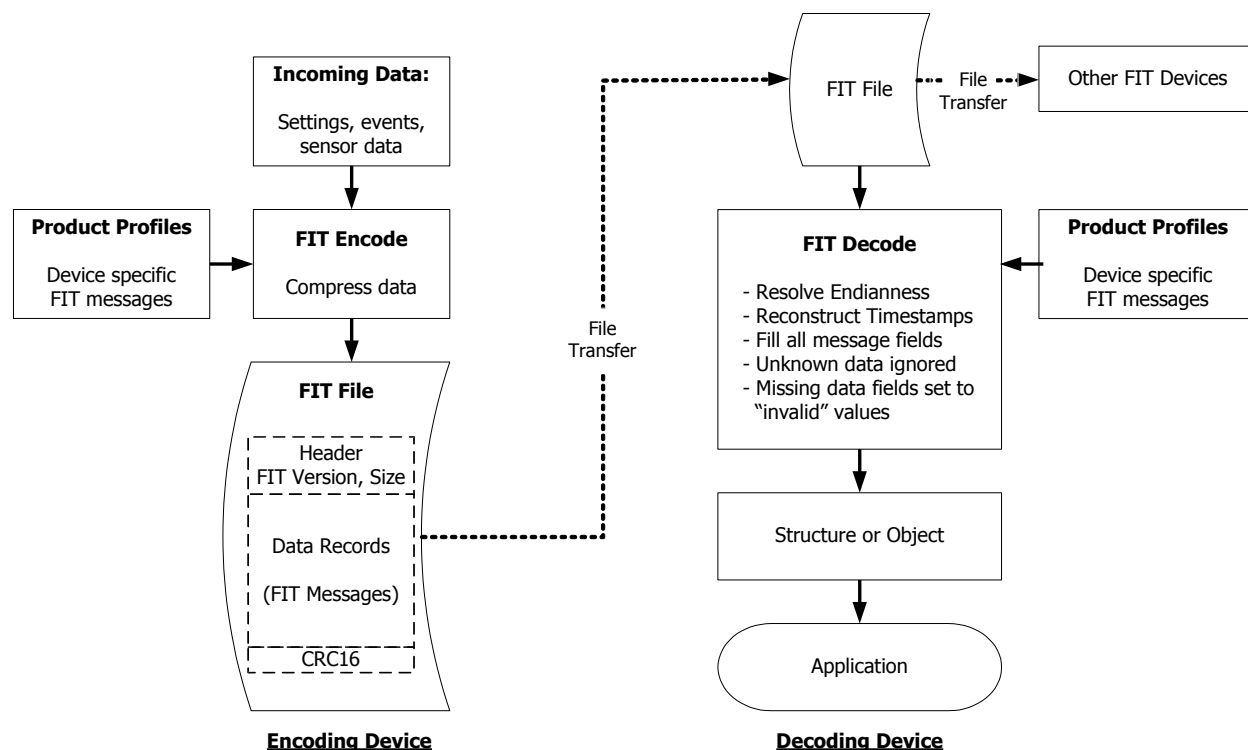 Incoming Data:
Settings, events,
sensor data
Product Profiles
Device specific
FIT messages
FIT Encode
Compress data
FIT File
Header
FIT Version, Size
Data Records
(FIT Messages)
CRC16
Encoding Device
File
Transfer
FIT File
File
Transfer
Other FIT Devices
FIT Decode
- Resolve Endianness
- Reconstruct Timestamps
- Fill all message fields
- Unknown data ignored
- Missing data fields set to
“invalid” values
Product Profiles
Device specific
FIT messages
Structure or Object
Application
Decoding Device